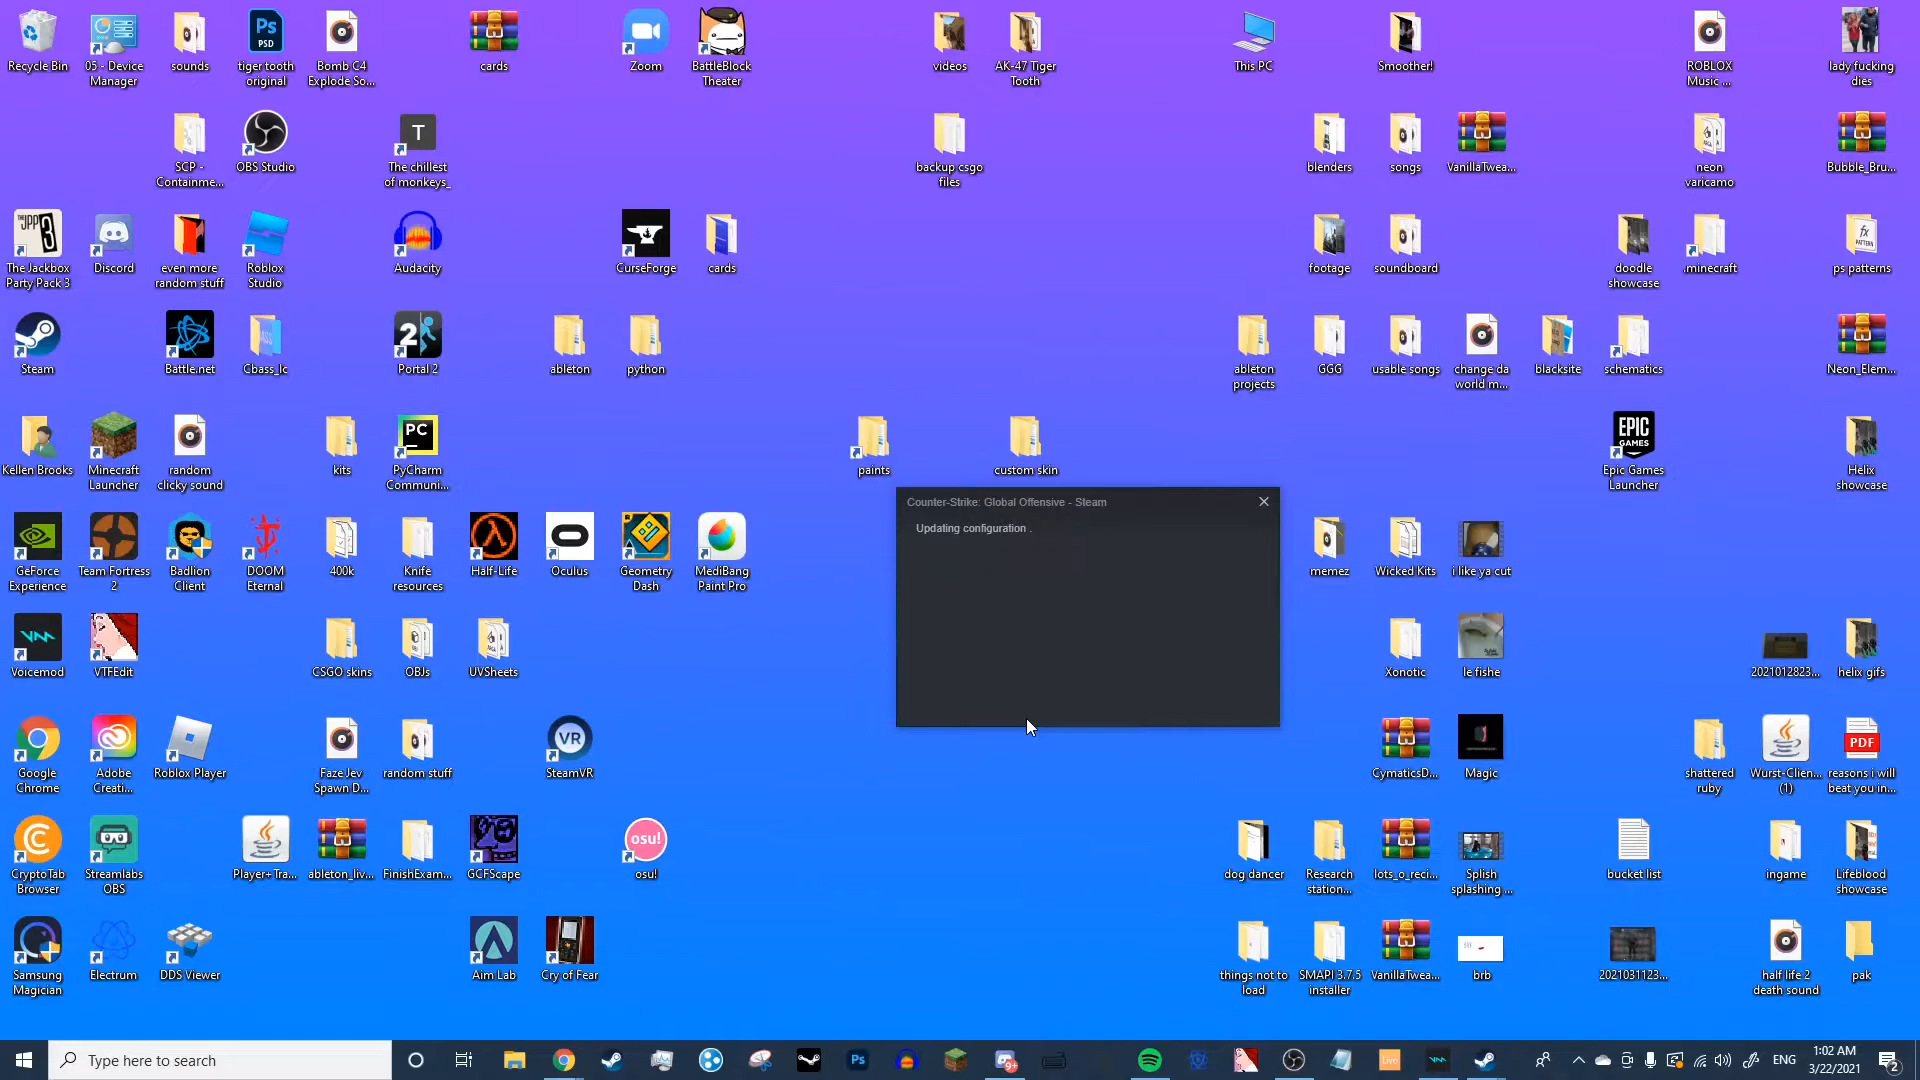 Recycle Bin
05 - Device
Manager
sounds
tiger tooth
original
Bomb C4
Explode So...
cards
Zoom
BattleBlock
Theater
videos
AK-47 Tiger
Tooth
This PC
Smoother!
ROBLOX
Music ...
lady fucking
dies
SCP -
Containme...
OBS Studio
The chillest
of monkeys_
backup csgo
files
blenders
songs
VanillaTwea...
neon
varicamo
Bubble_Bru...
The Jackbox
Party Pack 3
Discord
even more
random stuff
Roblox
Studio
Audacity
CurseForge
cards
footage
soundboard
doodle
showcase
.minecraft
ps patterns
Steam
Battle.net
Cbass_lc
Portal 2
ableton
python
ableton
projects
GGG
usable songs
change da
world m...
blacksite
schematics
Neon_Elem...
Kellen Brooks
Minecraft
Launcher
random
clicky sound
kits
PyCharm
Communi...
paints
custom skin
Epic Games
Launcher
Helix
showcase
Counter-Strike: Global Offensive - Steam
Updating configuration .
GeForce
Experience
Team Fortress
2
Badlion
Client
DOOM
Eternal
400k
Knife
resources
Half-Life
Oculus
Geometry
Dash
MediBang
Paint Pro
memez
Wicked Kits
i like ya cut
Voicemod
VTFEdit
CSGO skins
OBJs
UVSheets
Xonotic
le fishe
2021012823...
helix gifs
Google
Chrome
Adobe
Creati...
Roblox Player
Faze Jev
Spawn D...
random stuff
SteamVR
CymaticsD...
Magic
shattered
ruby
Wurst-Clien...
(1)
reasons i will
beat you in...
CryptoTab
Browser
Streamlabs
OBS
Player+Tra...
ableton_liv...
FinishExam...
GCFScape
osu!
dog dancer
Research
station...
lots_o_reci...
Splish
splashing ...
bucket list
ingame
Lifeblood
showcase
Samsung
Magician
Electrum
DDS Viewer
Aim Lab
Cry of Fear
things not to
load
SMAPI 3.7.5
installer
VanillaTwea...
brb
2021031123...
half life 2
death sound
pak
Type here to search
ENG
1:02 AM
3/22/2021
2